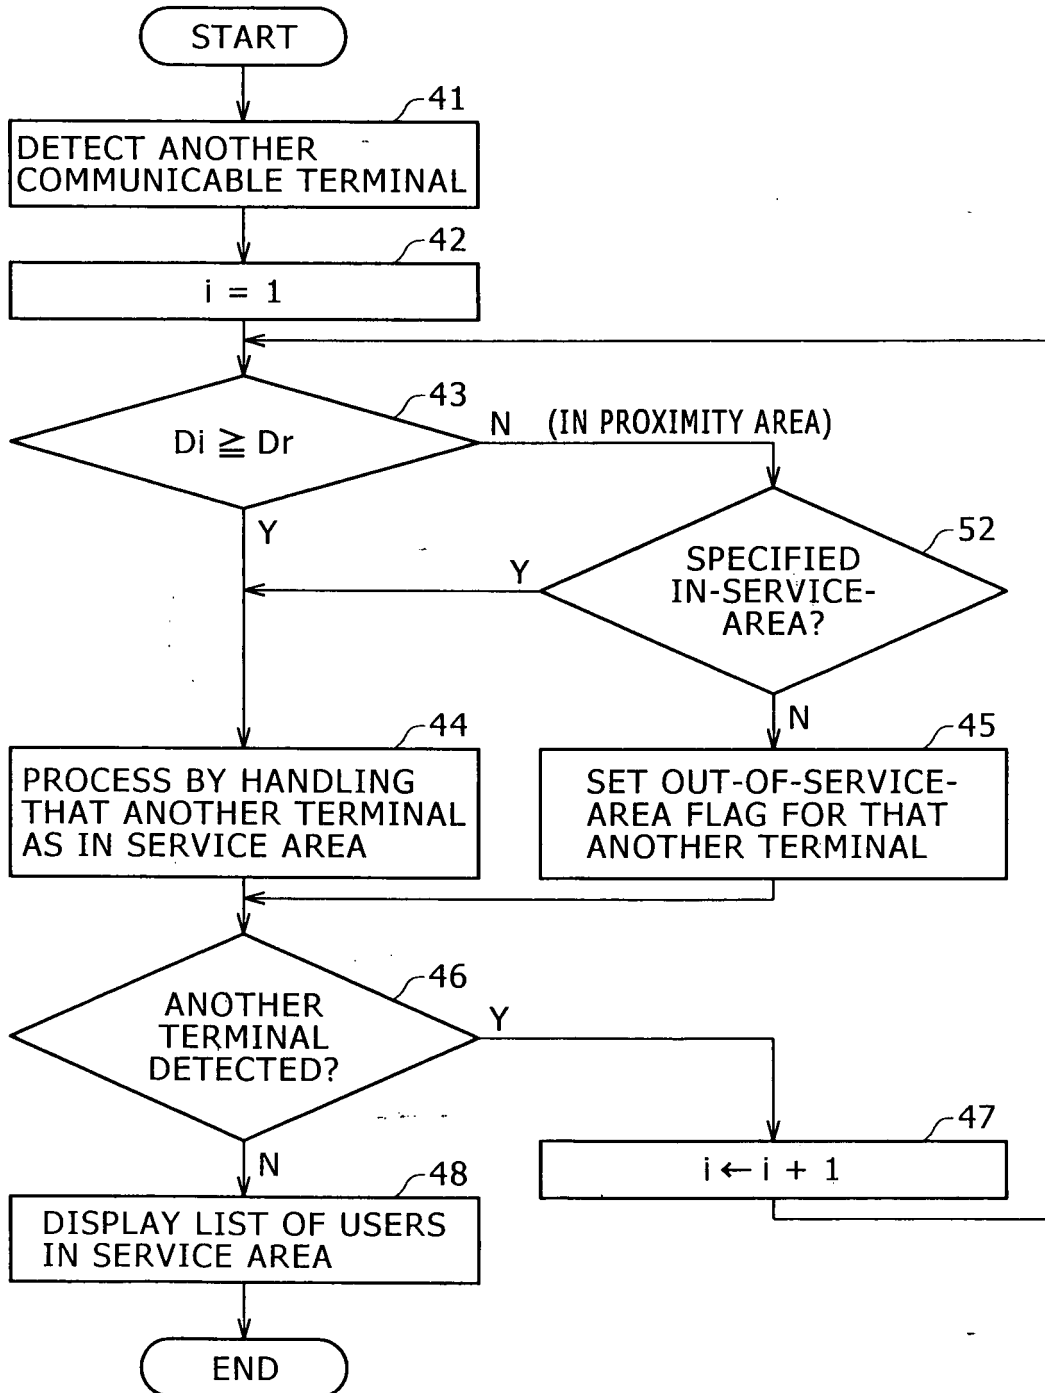 START
41
DETECT ANOTHER
COMMUNICABLE TERMINAL
42
i = 1
43
Di ≧ Dr
N (IN PROXIMITY AREA)
Y
52
SPECIFIED
IN-SERVICE-
AREA?
Y
N
44
PROCESS BY HANDLING
THAT ANOTHER TERMINAL
AS IN SERVICE AREA
45
SET OUT-OF-SERVICE-
AREA FLAG FOR THAT
ANOTHER TERMINAL
46
ANOTHER
TERMINAL
DETECTED?
Y
N
47
i ← i + 1
48
DISPLAY LIST OF USERS
IN SERVICE AREA
END